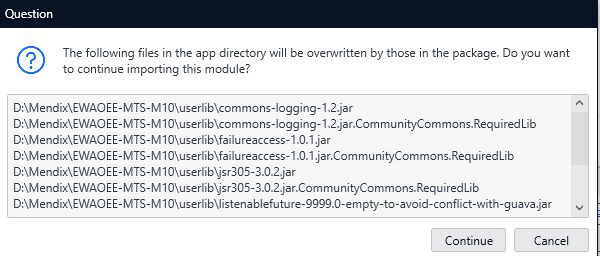 Question
The following files in the app directory will be overwritten by those in the package. Do you want
to continue importing this module?
D:\Mendix\EWAOEE-MTS-M10\userlib\commons-logging-1.2.jar
D:\Mendix\EWAOEE-MTS-M10\userlib\commons-logging-1.2.jar.CommunityCommons.RequiredLib
D:\Mendix\EWAOEE-MTS-M10\userlib\failureaccess-1.0.1.jar
D:\Mendix\EWAOEE-MTS-M10\userlib\failureaccess-1.0.1.jar.CommunityCommons.RequiredLib
D:\Mendix\EWAOEE-MTS-M10\userlib\jsr305-3.0.2.jar
D:\Mendix\EWAOEE-MTS-M10\userlib\jsr305-3.0.2.jar.CommunityCommons.RequiredLib
D:\Mendix\EWAOEE-MTS-M10\userlib\listenablefuture-9999.0-empty-to-avoid-conflict-with-guava.jar
Continue
Cancel